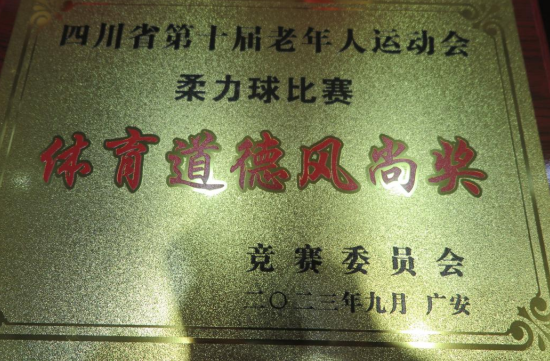 四川省第十届老年人运动会
柔力球比赛
体育道德风尚奖
竞赛委员会
二〇二三年九月 广安